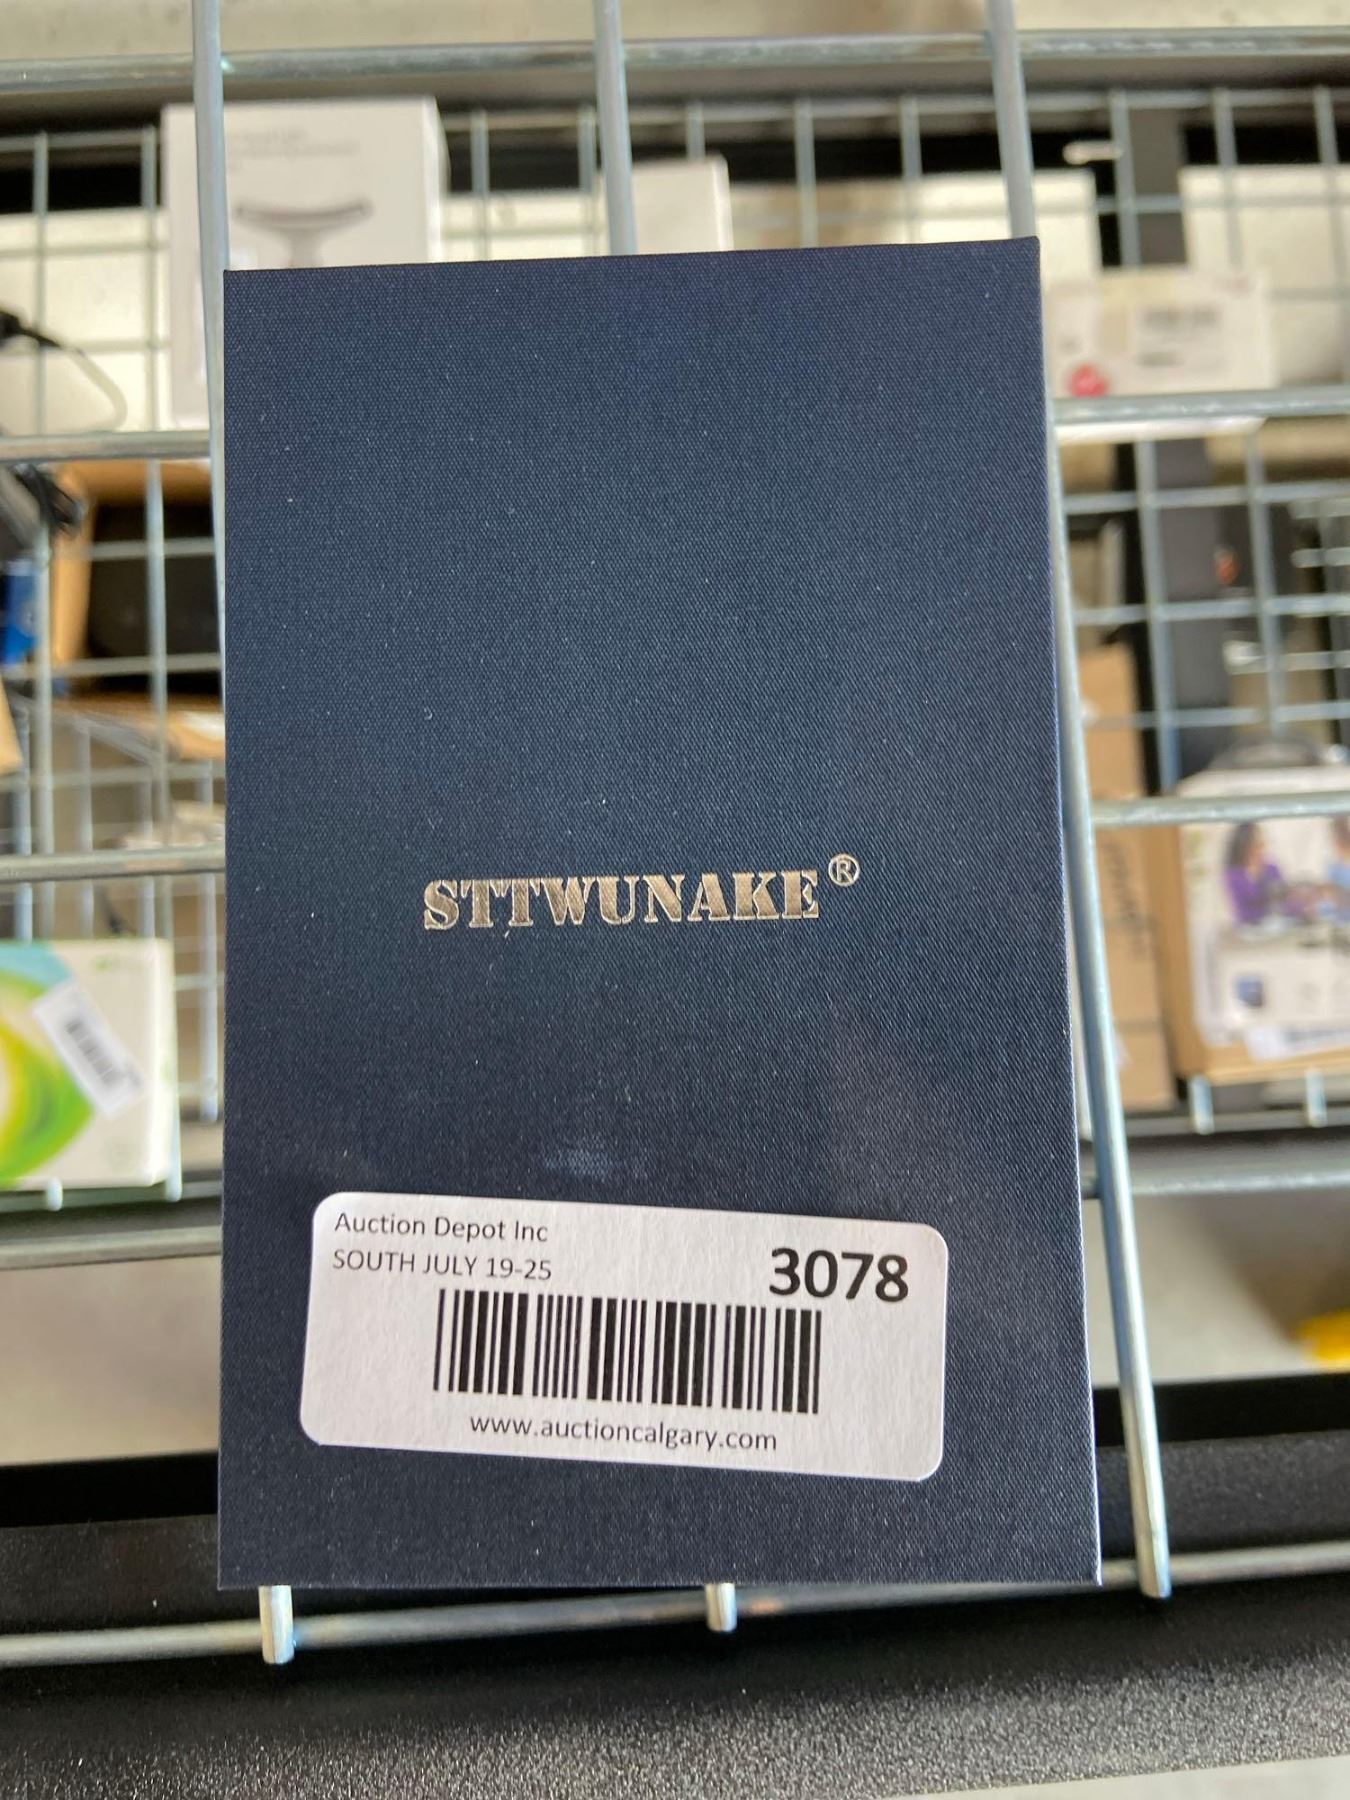 STTWUNAKE®
Auction Depot Inc
SOUTH JULY 19-25
3078
www.auctioncalgary.com